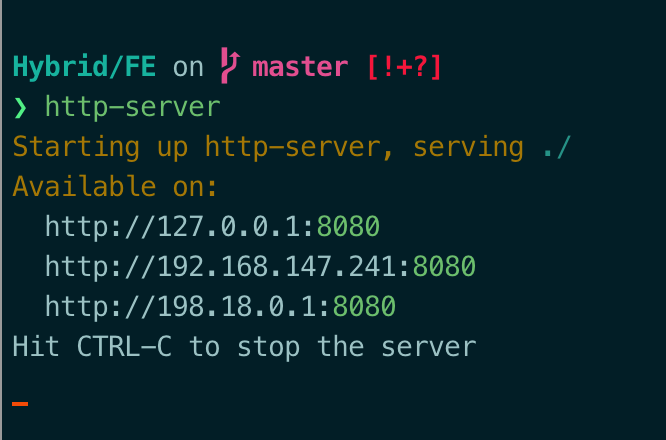 Hybrid/FE on master [!+?]
❯ http-server
Starting up http-server, serving ./
Available on:
http://127.0.0.1:8080
http://192.168.147.241:8080
http://198.18.0.1:8080
Hit CTRL-C to stop the server